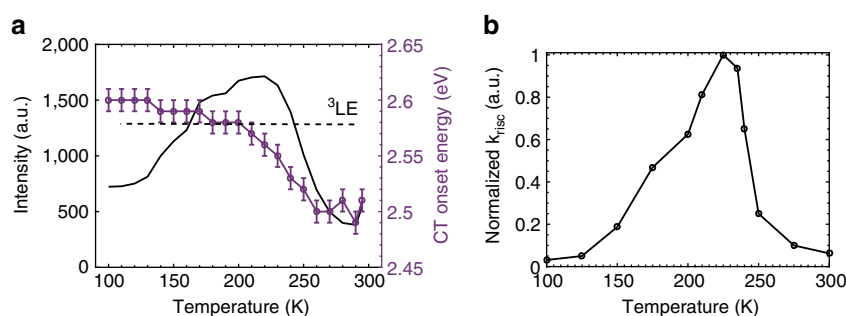 a
2,000
1,500
1,000
500
0
Intensity (a.u.)
100 150 200 250 300
Temperature (K)
³LE
2.65
2.6
2.55
2.5
2.45
CT onset energy (eV)
b
1
0.8
0.6
0.4
0.2
0
Normalized k_risc (a.u.)
100 150 200 250 300
Temperature (K)